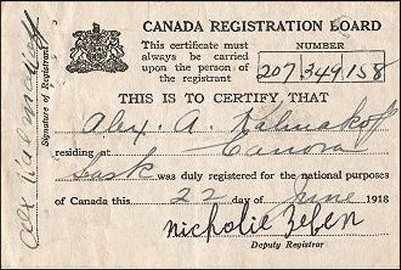 CANADA REGISTRATION BOARD
This certificate must
always be carried
upon the person of
the registrant
NUMBER
207 349 158
THIS IS TO CERTIFY THAT
Alex. A. Kalmakoff
residing at Canora
Sask was duly registered for the national purposes
of Canada this 22 day of June 1918
Nicholie Zeben
Deputy Registrar
Alex Kalmakoff
Signature of Registrant